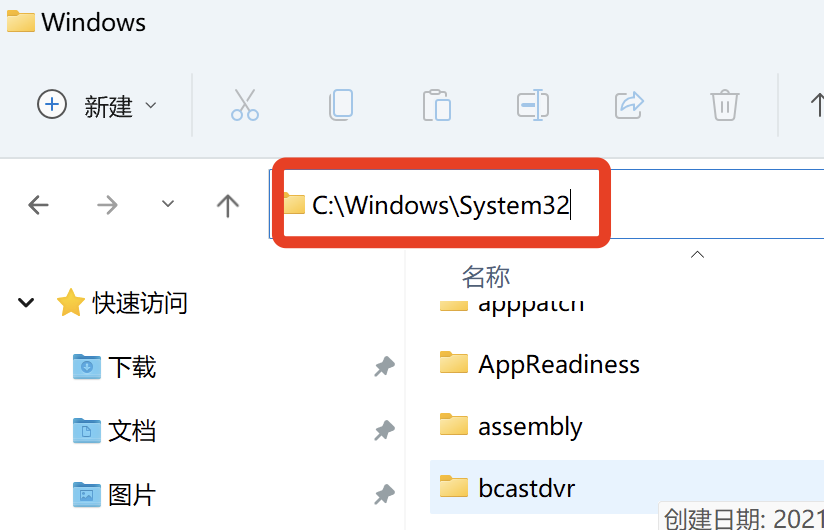 Windows
新建
C:\Windows\System32
名称
快速访问
apppatch
下载
AppReadiness
文档
assembly
图片
bcastdvr
创建日期: 2021